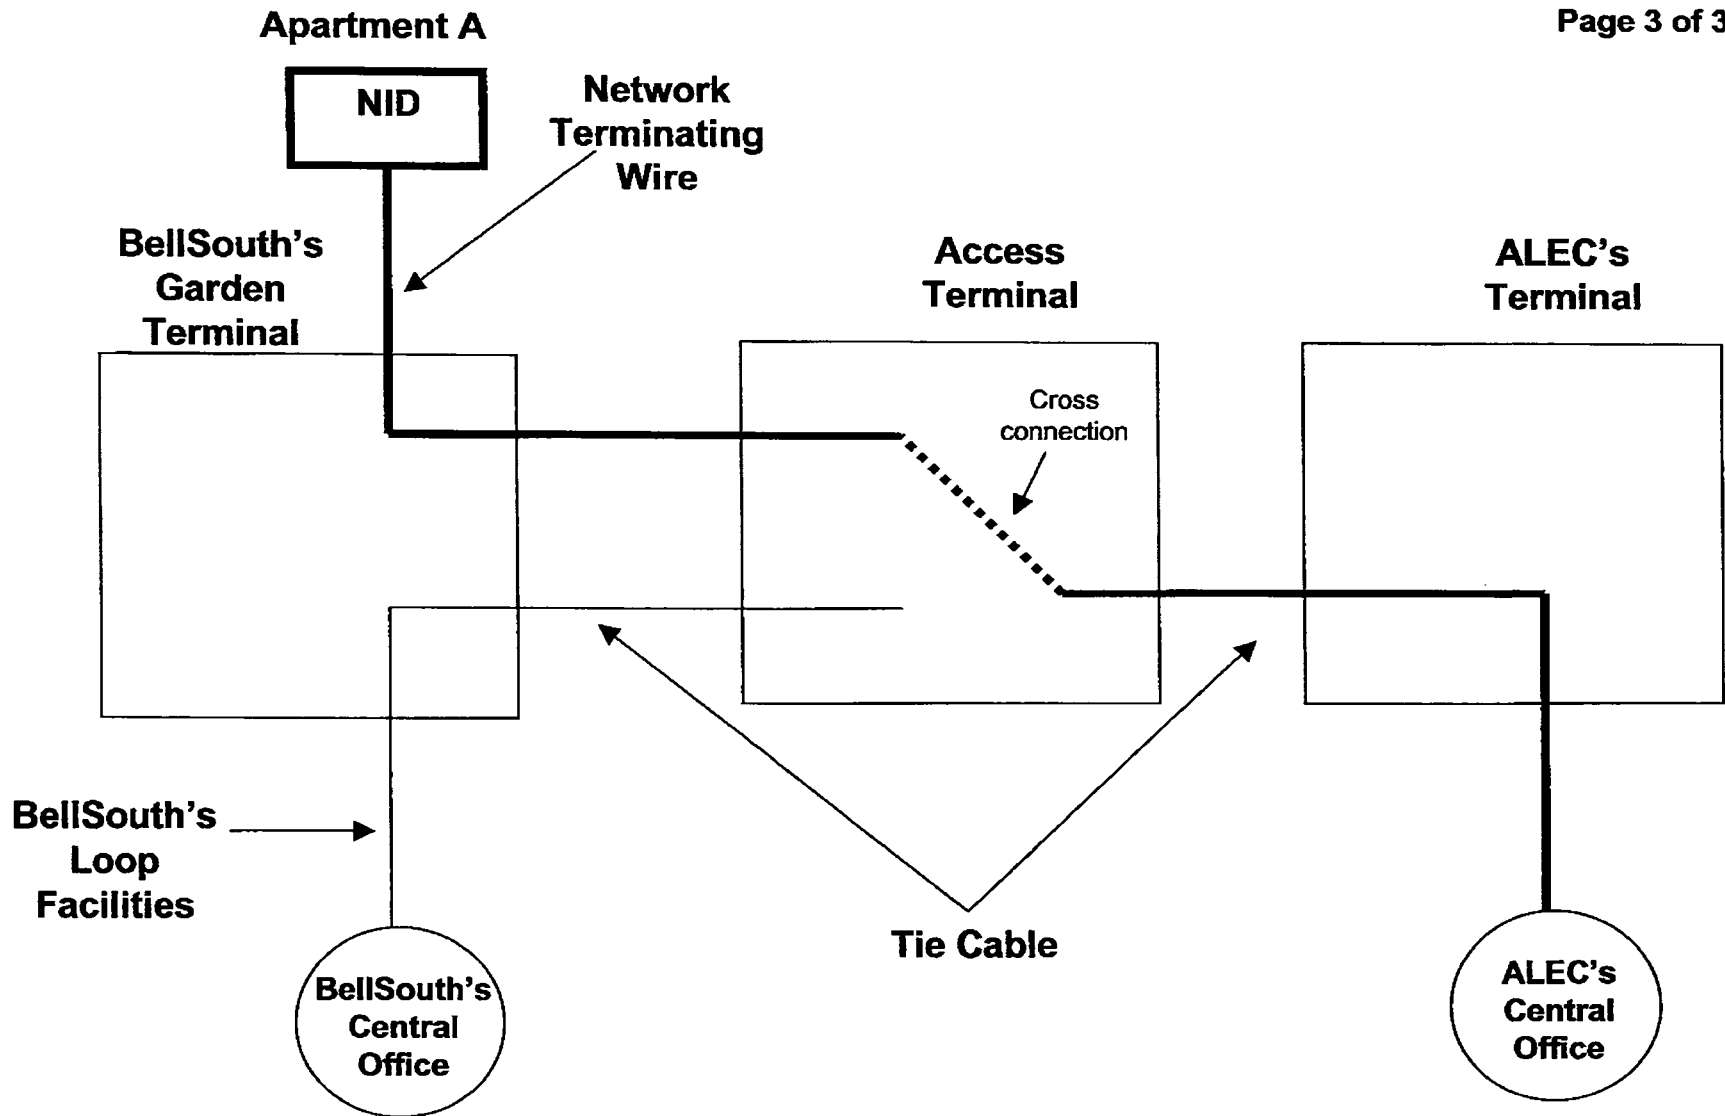 Page 3 of 3
Apartment A
NID
Network
Terminating
Wire
BellSouth's
Garden
Terminal
Access
Terminal
ALEC's
Terminal
Cross
connection
BellSouth's
Loop
Facilities
Tie Cable
BellSouth's
Central
Office
ALEC's
Central
Office